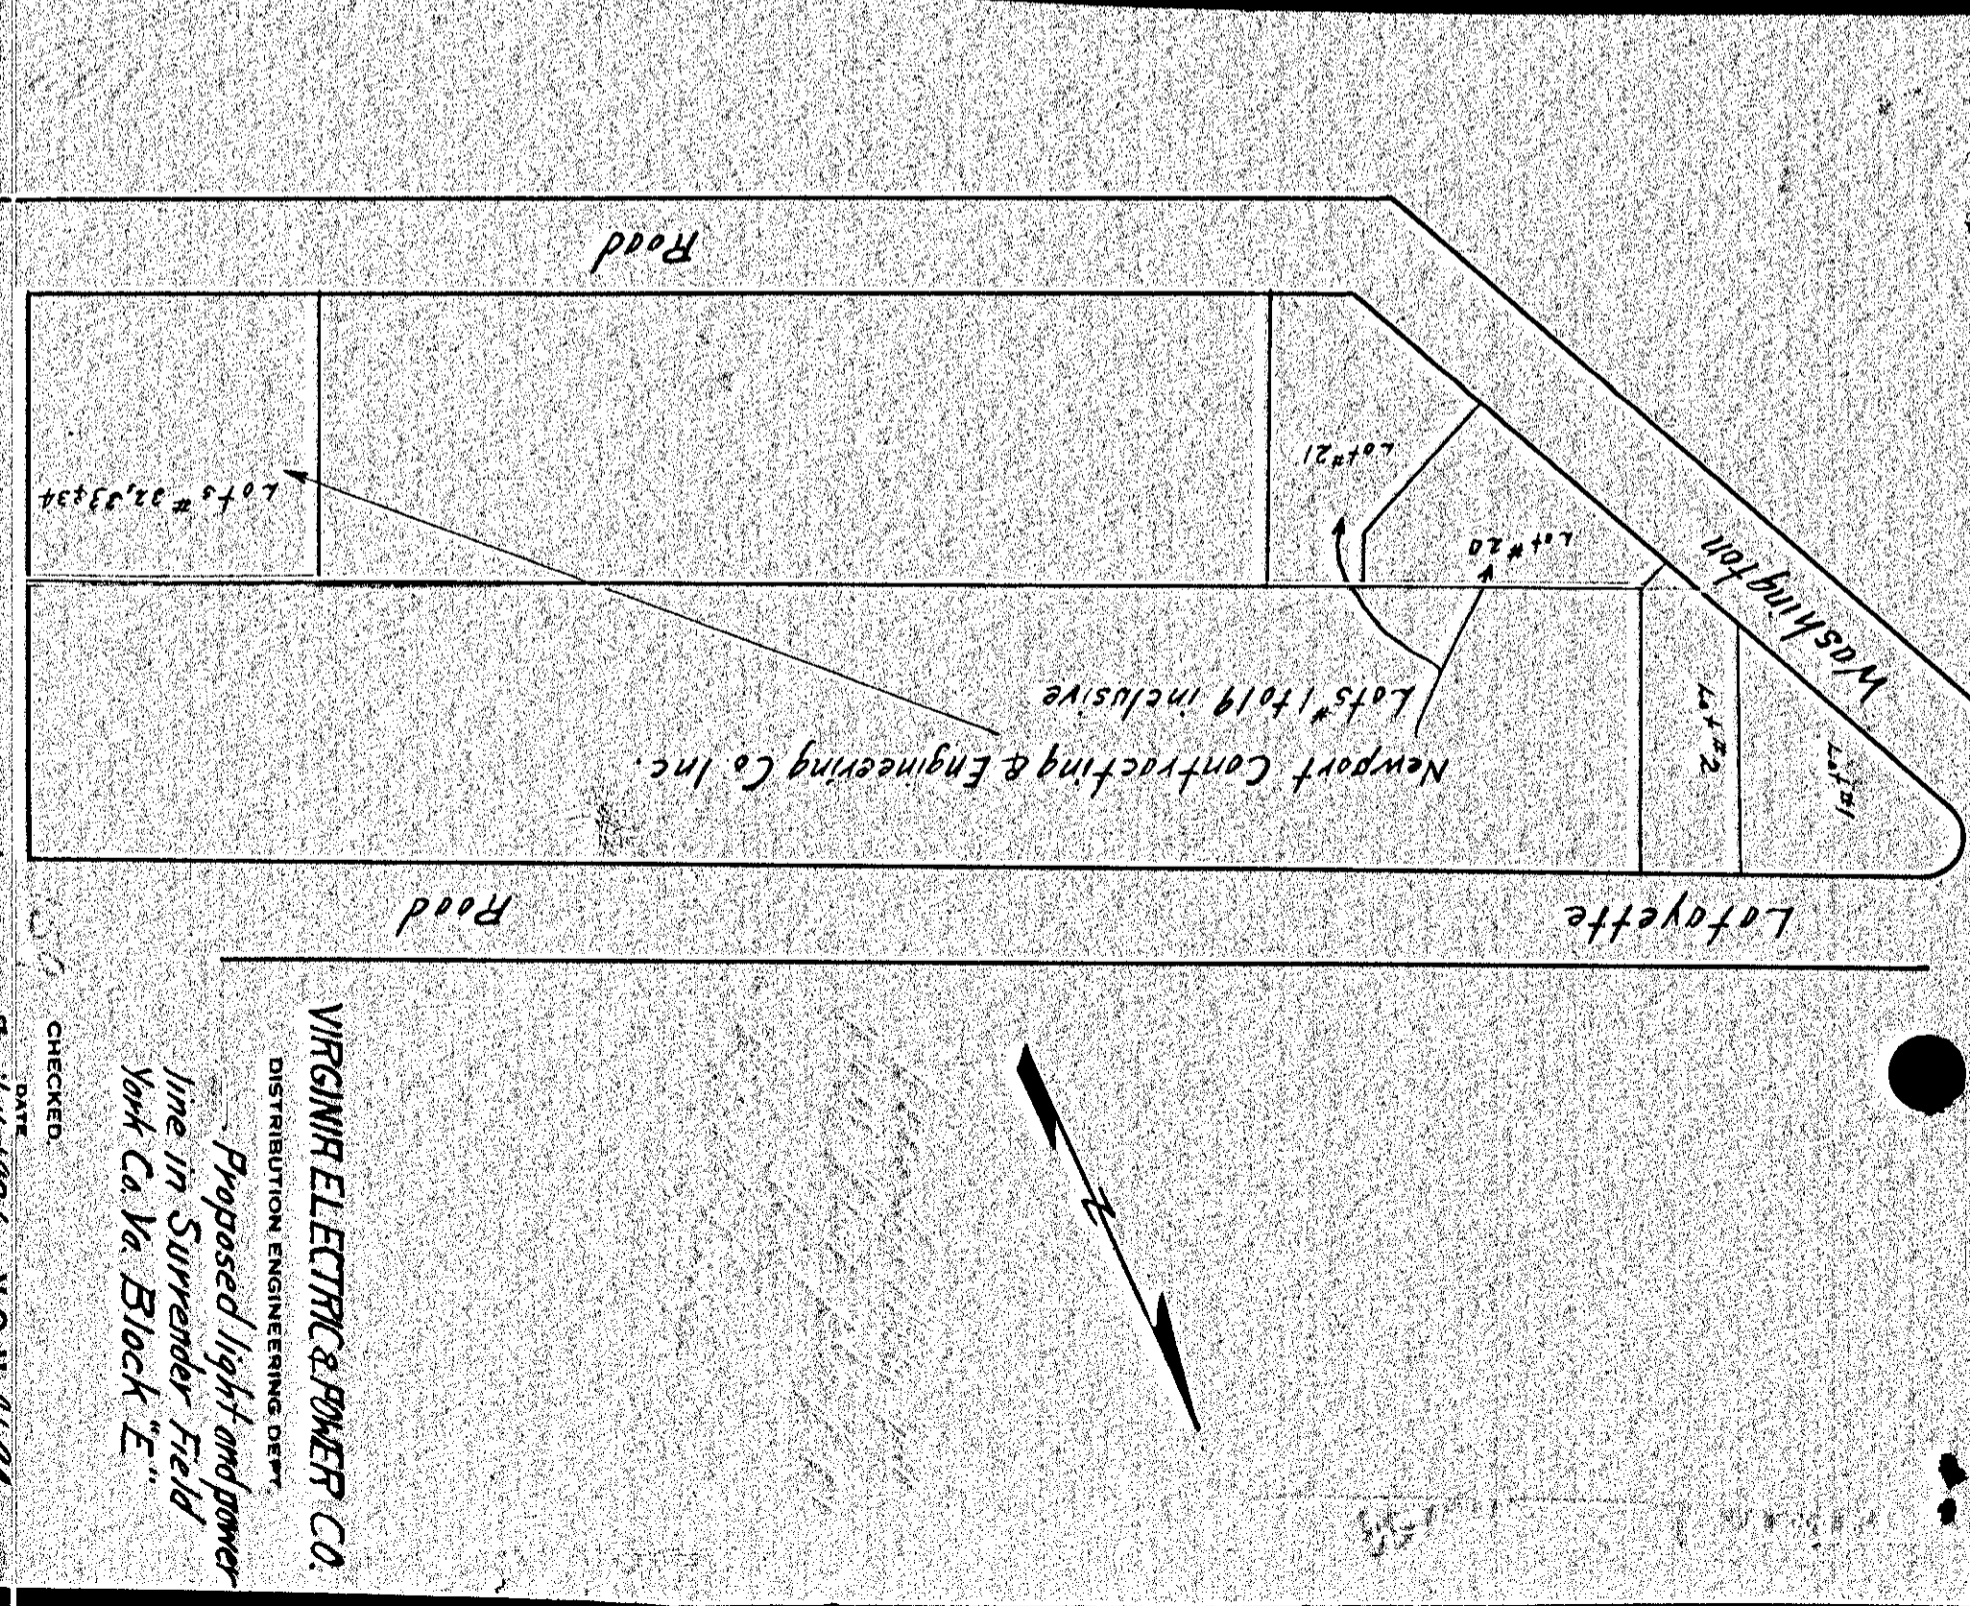 Lafayette
Road
Lot #1
Lot #2
Newport Contracting & Engineering Co. Inc.
Lots #1 to 19 inclusive
Washington
Road
Lot #20
Lot #21
Lots # 32, 33 & 34
N
VIRGINIA ELECTRIC & POWER CO.
DISTRIBUTION ENGINEERING DEPT.
Proposed light and power
line in Surrender Field
York Co. Va. Block "E".
CHECKED.
DATE